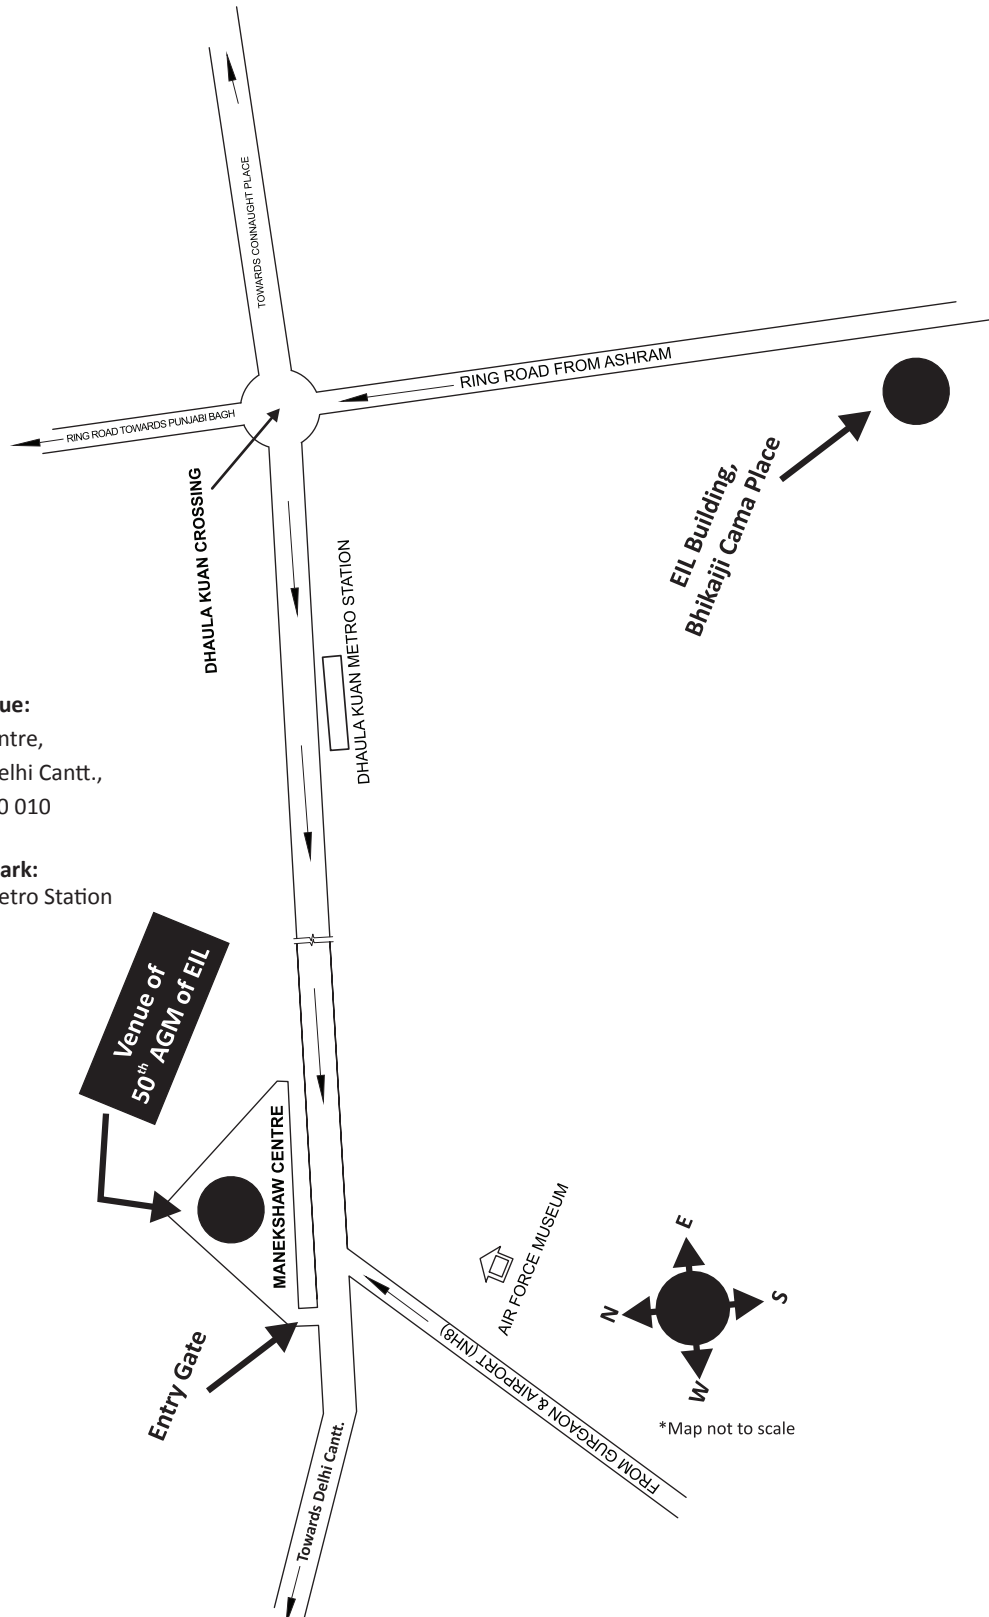 TOWARDS CONNAUGHT PLACE
RING ROAD FROM ASHRAM
RING ROAD TOWARDS PUNJABI BAGH
DHAULA KUAN CROSSING
EIL Building,
Bhikaiji Cama Place
DHAULA KUAN METRO STATION
ue:
ntre,
elhi Cantt.,
0 010
ark:
etro Station
Venue of
50th AGM of EIL
MANEKSHAW CENTRE
AIR FORCE MUSEUM
E
N
S
W
Entry Gate
FROM GURGAON & AIRPORT (NH8)
*Map not to scale
Towards Delhi Cantt.